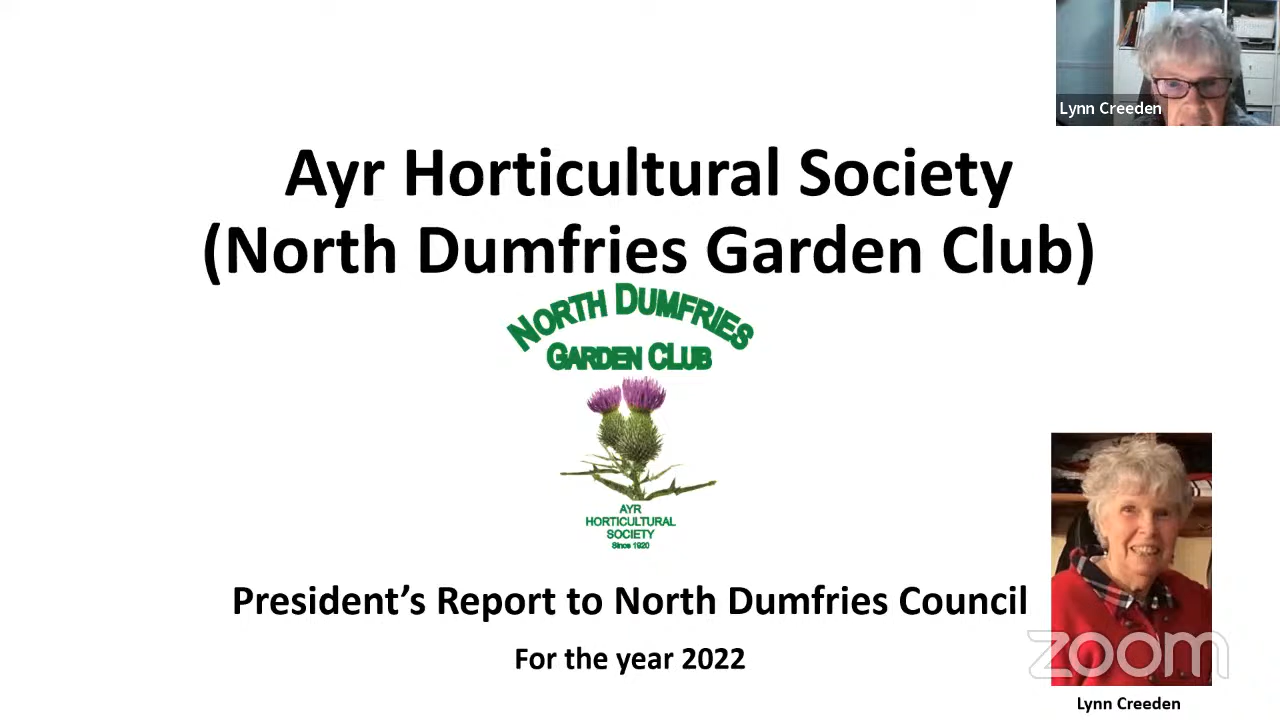 Lynn Creeden
Ayr Horticultural Society
(North Dumfries Garden Club)
NORTH DUMFRIES
GARDEN CLUB
AYR
HORTICULTURAL
SOCIETY
Since 1920
President's Report to North Dumfries Council
For the year 2022
zoom
Lynn Creeden